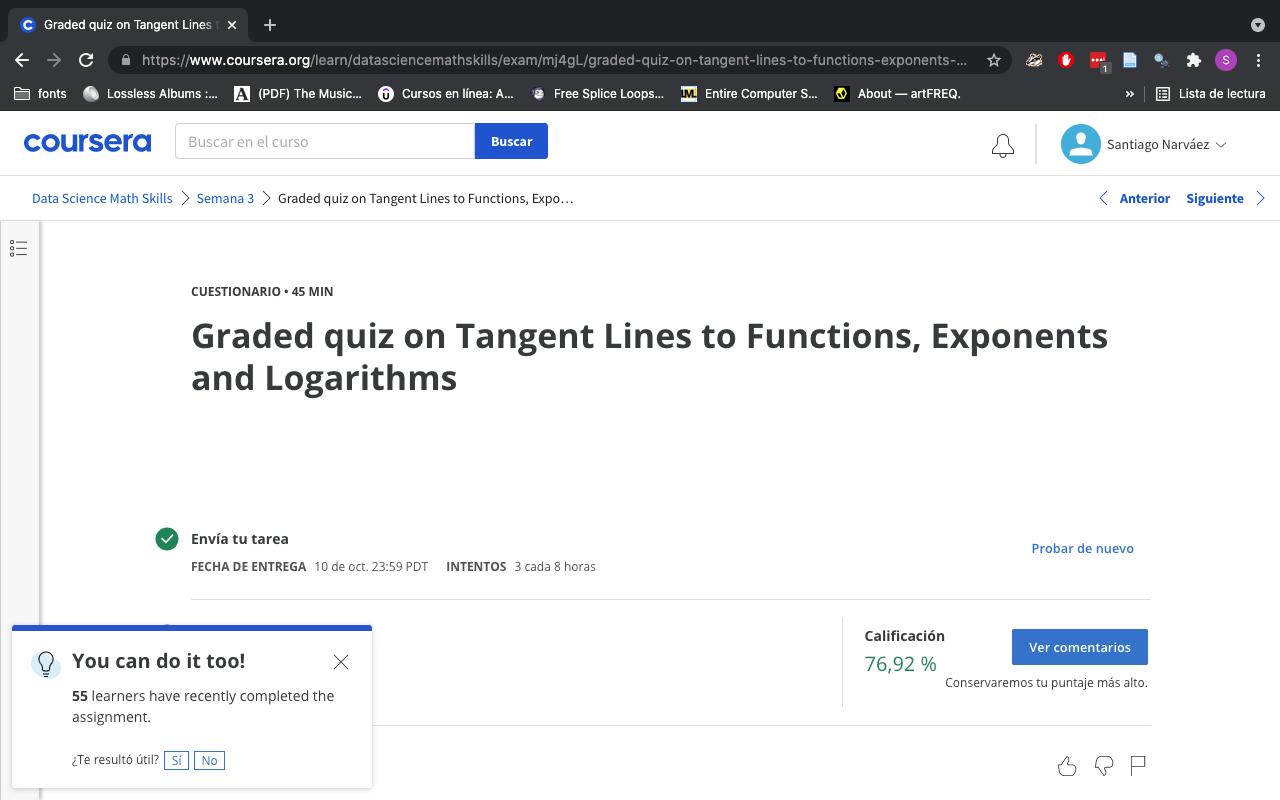 Graded quiz on Tangent Lines t
https://www.coursera.org/learn/datasciencemathskills/exam/mj4gL/graded-quiz-on-tangent-lines-to-functions-exponents-...
1
S
fonts
Lossless Albums :...
(PDF) The Music...
Cursos en línea: A...
Free Splice Loops...
Entire Computer S...
About — artFREQ.
»
Lista de lectura
coursera
Buscar en el curso
Buscar
Santiago Narváez
Data Science Math Skills
Semana 3
Graded quiz on Tangent Lines to Functions, Expo…
Anterior
Siguiente
CUESTIONARIO • 45 MIN
Graded quiz on Tangent Lines to Functions, Exponents
and Logarithms
Envía tu tarea
FECHA DE ENTREGA 10 de oct. 23:59 PDT INTENTOS 3 cada 8 horas
Probar de nuevo
Calificación
76,92 %
Ver comentarios
Conservaremos tu puntaje más alto.
You can do it too!
55 learners have recently completed the
assignment.
¿Te resultó útil? Sí No